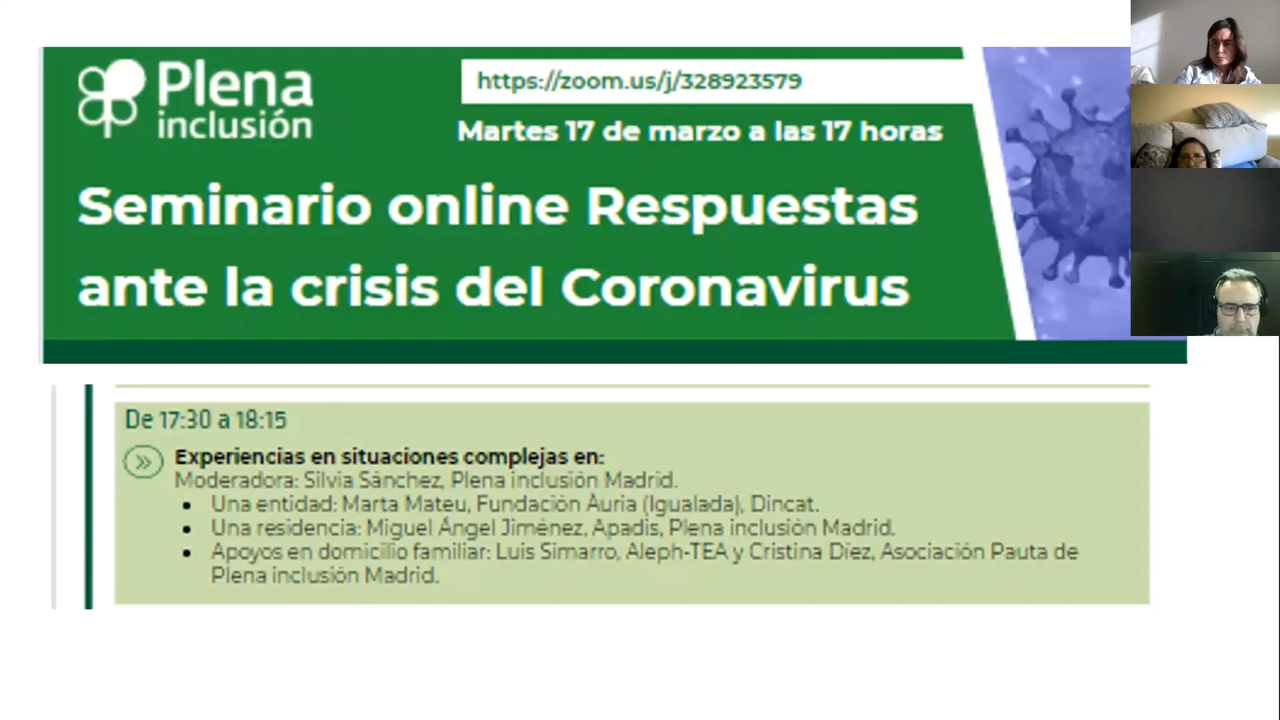 Plena
inclusión
https://zoom.us/j/328923579
Martes 17 de marzo a las 17 horas
Seminario online Respuestas
ante la crisis del Coronavirus
De 17:30 a 18:15
Experiencias en situaciones complejas en:
Moderadora: Silvia Sánchez, Plena inclusión Madrid.
• Una entidad: Marta Mateu, Fundación Àuria (Igualada), Dincat.
• Una residencia: Miguel Ángel Jiménez, Apadis, Plena inclusión Madrid.
• Apoyos en domicilio familiar: Luis Simarro, Aleph-TEA y Cristina Díez, Asociación Pauta de
Plena inclusión Madrid.